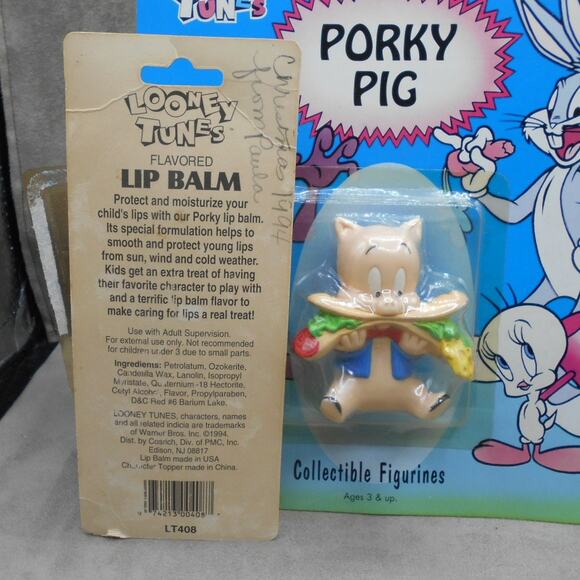 LOONEY
TUNES
FLAVORED
LIP BALM
Protect and moisturize your
child's lips with our Porky lip balm.
Its special formulation helps to
smooth and protect young lips
from sun, wind and cold weather.
Kids get an extra treat of having
their favorite character to play with
and a terrific lip balm flavor to
make caring for lips a real treat!
Use with Adult Supervision.
For external use only. Not recommended
for children under 3 due to small parts.
Ingredients: Petrolatum, Ozokerite,
Candelilla Wax, Lanolin, Isopropyl
Myristate, Quaternium -18 Hectorite,
Cetyl Alcohol, Flavor, Propylparaben,
D&C Red #6 Barium Lake.
LOONEY TUNES, characters, names
and all related indicia are trademarks
of Warner Bros. Inc. ©1994.
Dist. by Cosrich, Div. of PMC, Inc.
Edison, NJ 08817
Lip Balm made in USA
Character Topper made in China.
74213 00408
LT408
Christmas 1994
from Paula
TUNES
PORKY
PIG
Collectible Figurines
Ages 3 & up.